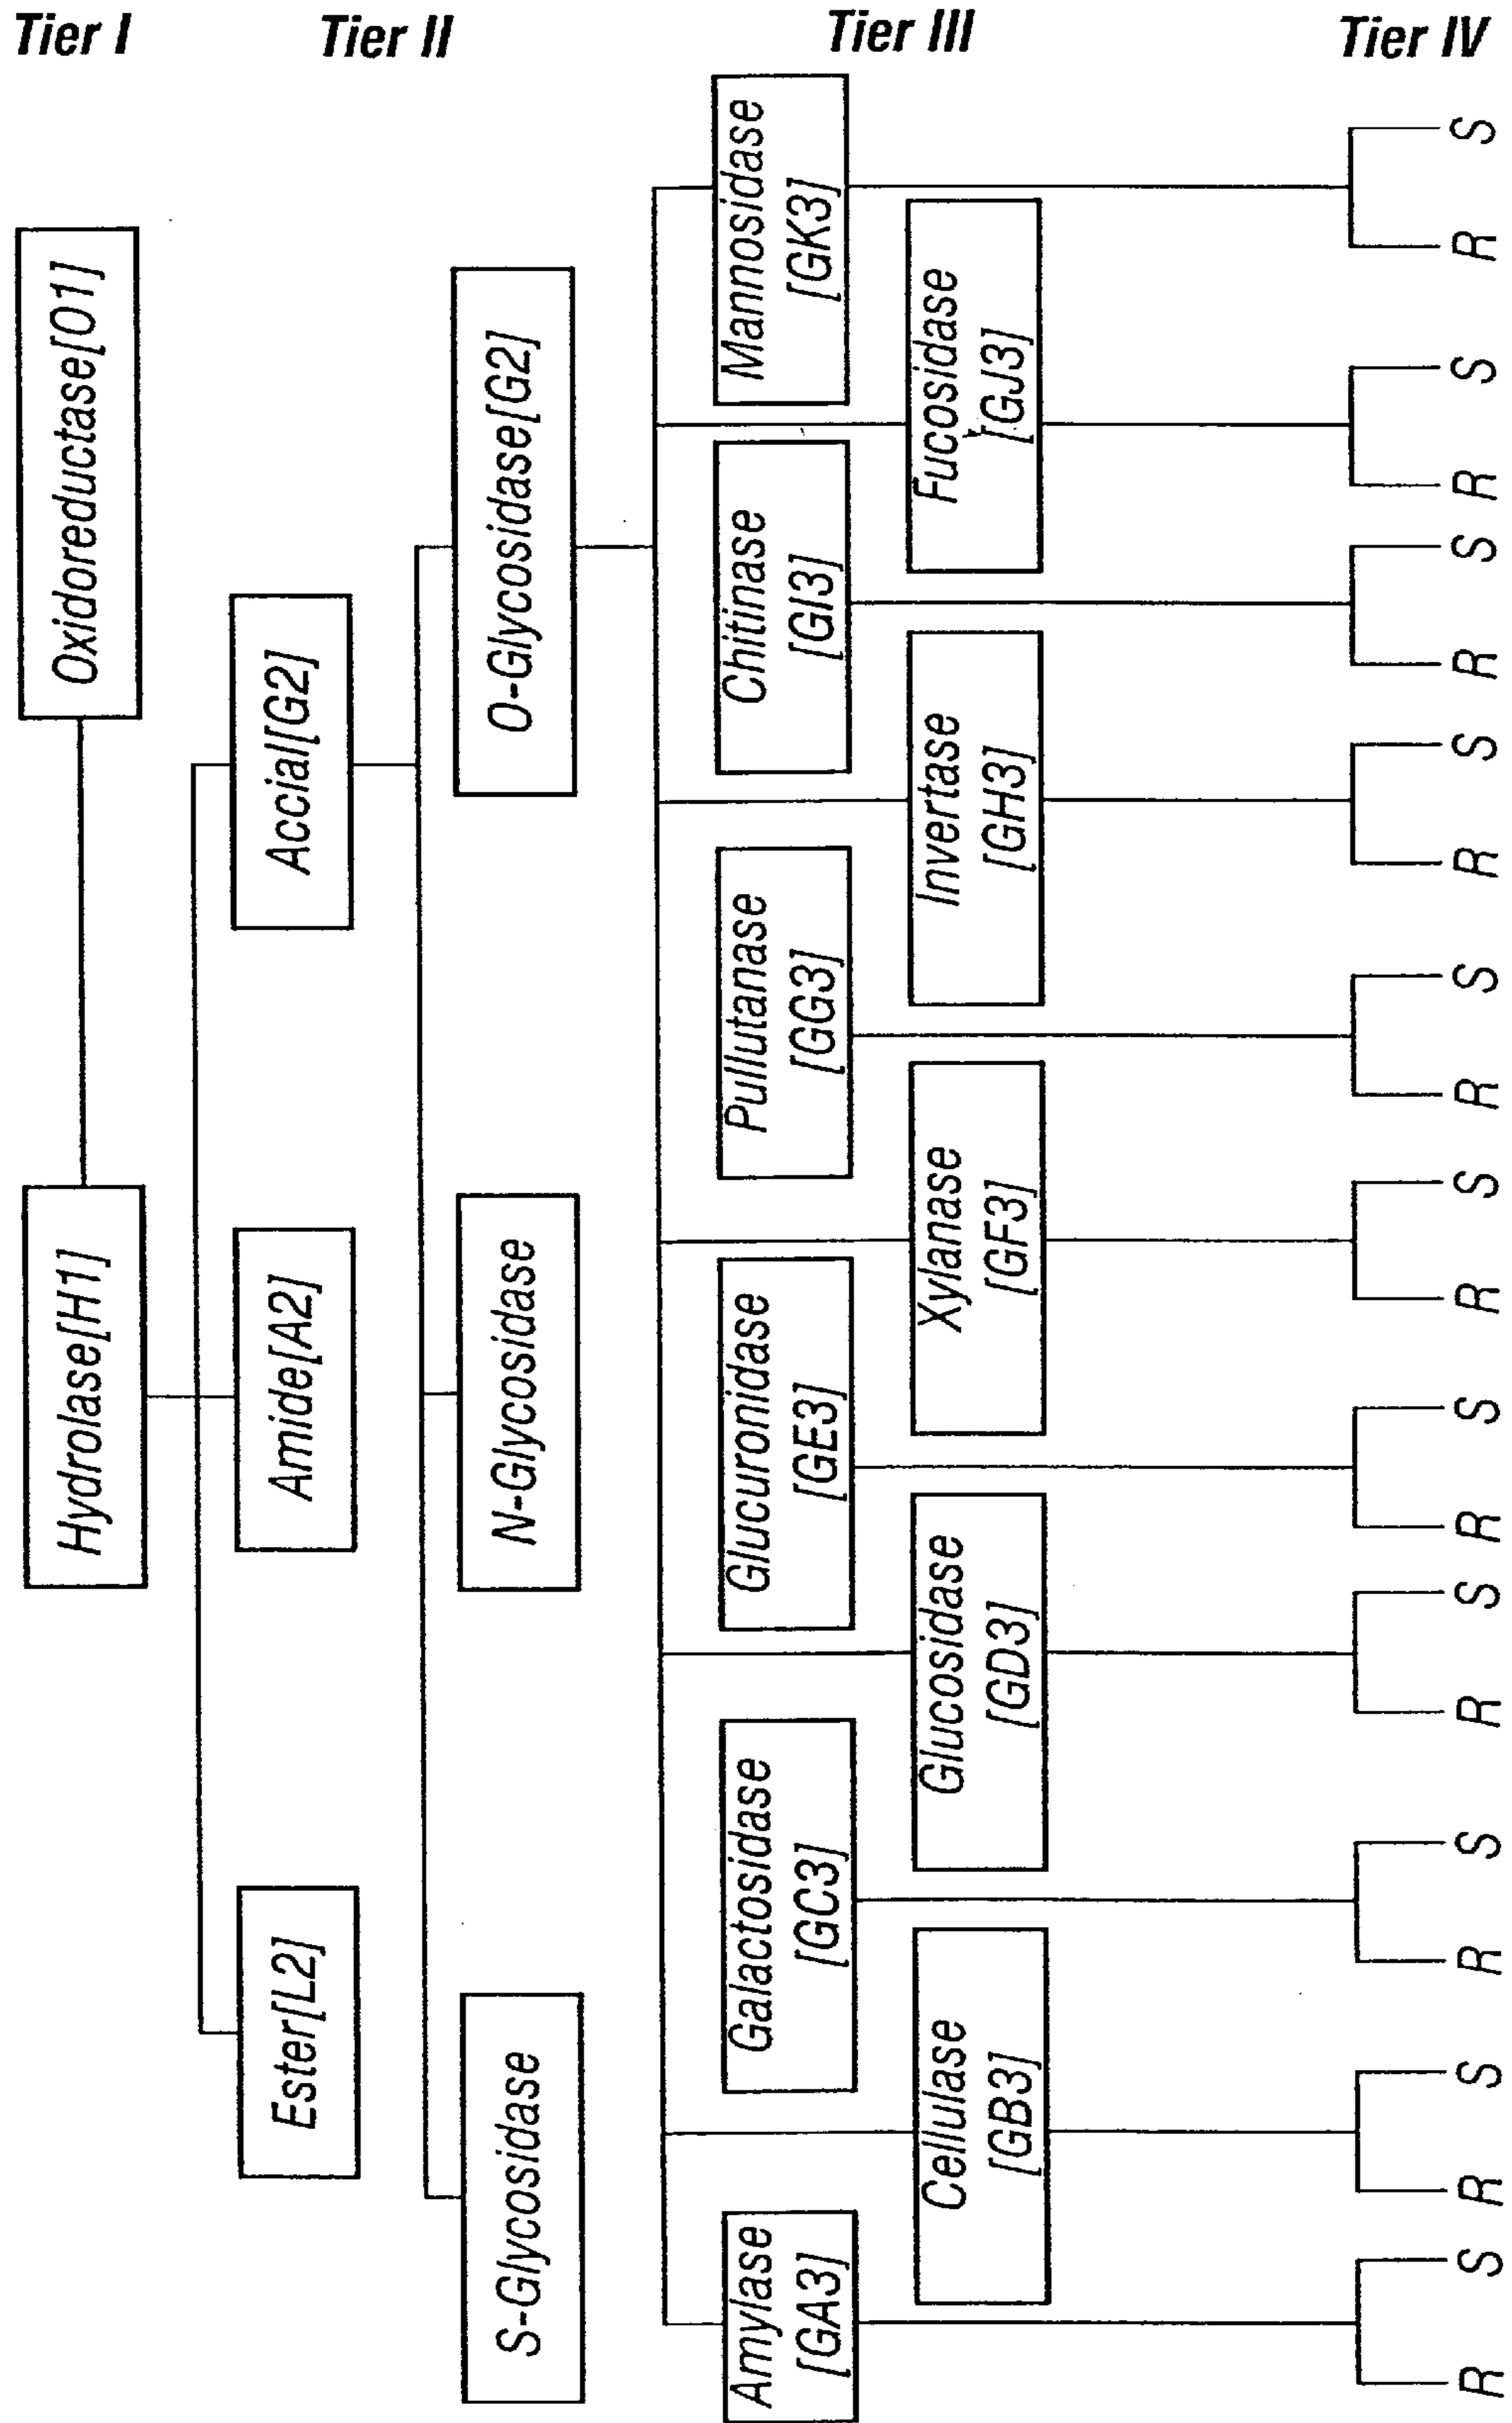 Tier I
Hydrolase[H1]
Oxidoreductase[O1]
Tier II
Ester[L2]
Amide[A2]
Accial[G2]
S-Glycosidase
N-Glycosidase
O-Glycosidase[G2]
Tier III
Amylase
[GA3]
Galactosidase
[GC3]
Glucuronidase
[GE3]
Pullutanase
[GG3]
Chitinase
[GI3]
Mannosidase
[GK3]
Cellulase
[GB3]
Glucosidase
[GD3]
Xylanase
[GF3]
Invertase
[GH3]
Fucosidase
[GJ3]
Tier IV
R S R S R S R S R S R S R S R S R S R S R S